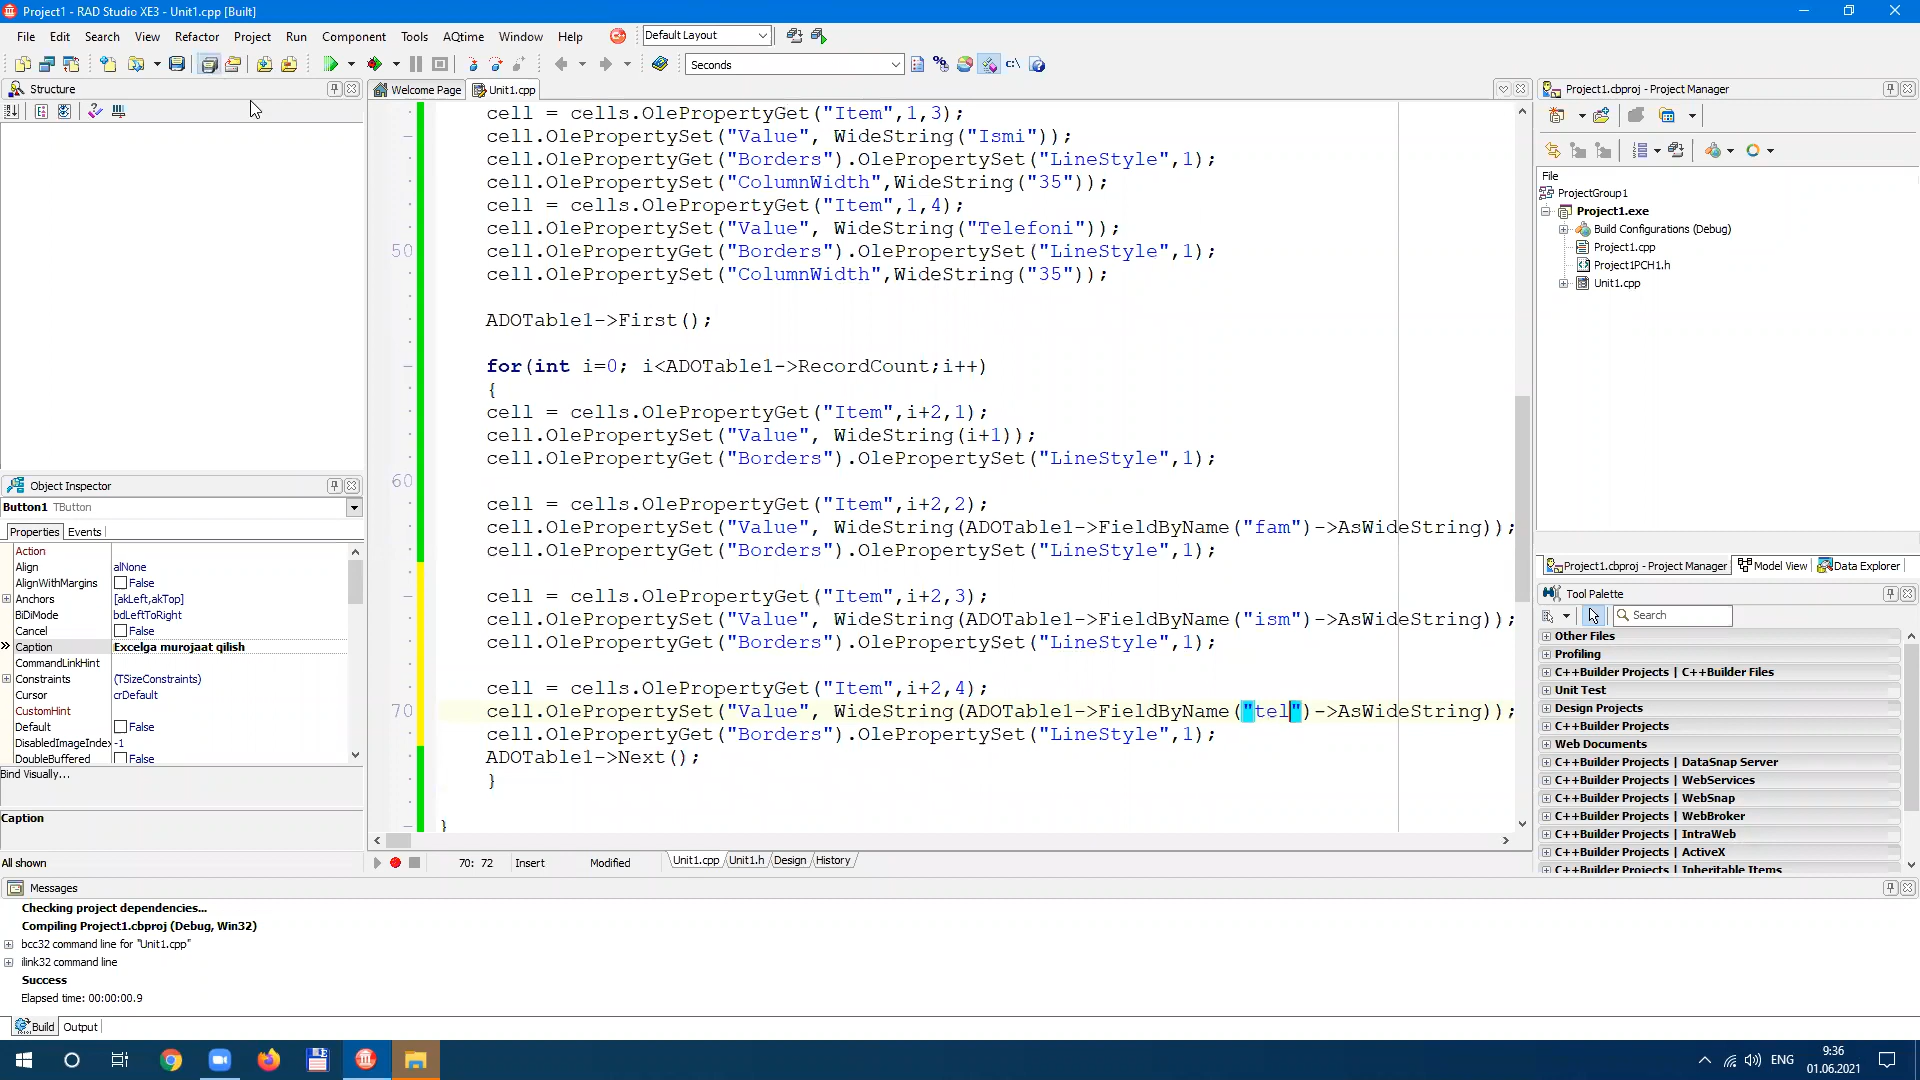 Project1 - RAD Studio XE3 - Unit1.cpp [Built]
File Edit Search View Refactor Project Run Component Tools AQtime Window Help Default Layout
Seconds
Structure
Welcome Page Unit1.cpp
cell = cells.OlePropertyGet("Item",1,3);
cell.OlePropertySet("Value", WideString("Ismi"));
cell.OlePropertyGet("Borders").OlePropertySet("LineStyle",1);
cell.OlePropertySet("ColumnWidth",WideString("35"));
cell = cells.OlePropertyGet("Item",1,4);
cell.OlePropertySet("Value", WideString("Telefoni"));
50 cell.OlePropertyGet("Borders").OlePropertySet("LineStyle",1);
cell.OlePropertySet("ColumnWidth",WideString("35"));
ADOTable1->First();
for(int i=0; i<ADOTable1->RecordCount;i++)
{
cell = cells.OlePropertyGet("Item",i+2,1);
cell.OlePropertySet("Value", WideString(i+1));
cell.OlePropertyGet("Borders").OlePropertySet("LineStyle",1);
60
cell = cells.OlePropertyGet("Item",i+2,2);
cell.OlePropertySet("Value", WideString(ADOTable1->FieldByName("fam")->AsWideString));
cell.OlePropertyGet("Borders").OlePropertySet("LineStyle",1);
cell = cells.OlePropertyGet("Item",i+2,3);
cell.OlePropertySet("Value", WideString(ADOTable1->FieldByName("ism")->AsWideString));
cell.OlePropertyGet("Borders").OlePropertySet("LineStyle",1);
cell = cells.OlePropertyGet("Item",i+2,4);
70 cell.OlePropertySet("Value", WideString(ADOTable1->FieldByName("tel")->AsWideString));
cell.OlePropertyGet("Borders").OlePropertySet("LineStyle",1);
ADOTable1->Next();
}
}
70: 72 Insert Modified Unit1.cpp Unit1.h Design History
Object Inspector
Button1 TButton
Properties Events
Action
Align alNone
AlignWithMargins False
Anchors [akLeft,akTop]
BiDiMode bdLeftToRight
Cancel False
Caption Excelga murojaat qilish
CommandLinkHint
Constraints (TSizeConstraints)
Cursor crDefault
CustomHint
Default False
DisabledImageIndex -1
DoubleBuffered False
Bind Visually...
Caption
All shown
Project1.cbproj - Project Manager
File
ProjectGroup1
Project1.exe
Build Configurations (Debug)
Project1.cpp
Project1PCH1.h
Unit1.cpp
Project1.cbproj - Project Manager Model View Data Explorer
Tool Palette
Search
Other Files
Profiling
C++Builder Projects | C++Builder Files
Unit Test
Design Projects
C++Builder Projects
Web Documents
C++Builder Projects | DataSnap Server
C++Builder Projects | WebServices
C++Builder Projects | WebSnap
C++Builder Projects | WebBroker
C++Builder Projects | IntraWeb
C++Builder Projects | ActiveX
C++Builder Projects | Inheritable Items
Messages
Checking project dependencies...
Compiling Project1.cbproj (Debug, Win32)
bcc32 command line for "Unit1.cpp"
ilink32 command line
Success
Elapsed time: 00:00:00.9
Build Output
ENG
9:36
01.06.2021